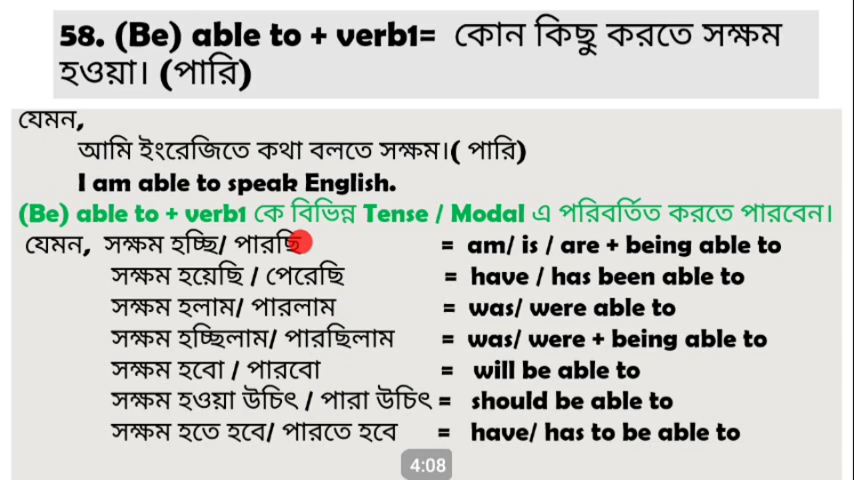 58. (Be) able to + verb1= কোন কিছু করতে সক্ষম
হওয়া। (পারি)
যেমন,
আমি ইংরেজিতে কথা বলতে সক্ষম।( পারি)
I am able to speak English.
(Be) able to + verb1 কে বিভিন্ন Tense / Modal এ পরিবর্তিত করতে পারবেন।
যেমন, সক্ষম হচ্ছি/ পারছি = am/ is / are + being able to
সক্ষম হয়েছি / পেরেছি = have / has been able to
সক্ষম হলাম/ পারলাম = was/ were able to
সক্ষম হচ্ছিলাম/ পারছিলাম = was/ were + being able to
সক্ষম হবো / পারবো = will be able to
সক্ষম হওয়া উচিৎ / পারা উচিৎ = should be able to
সক্ষম হতে হবে/ পারতে হবে = have/ has to be able to
4:08